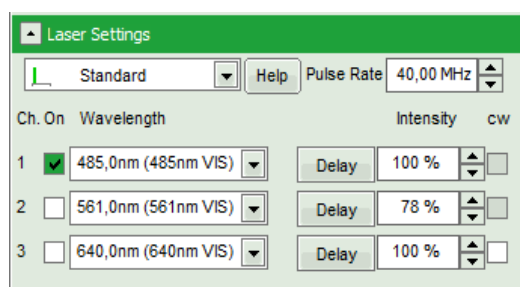 Laser Settings
Standard Help Pulse Rate 40,00 MHz
Ch. On Wavelength Intensity cw
1 485,0nm (485nm VIS) Delay 100 %
2 561,0nm (561nm VIS) Delay 78 %
3 640,0nm (640nm VIS) Delay 100 %